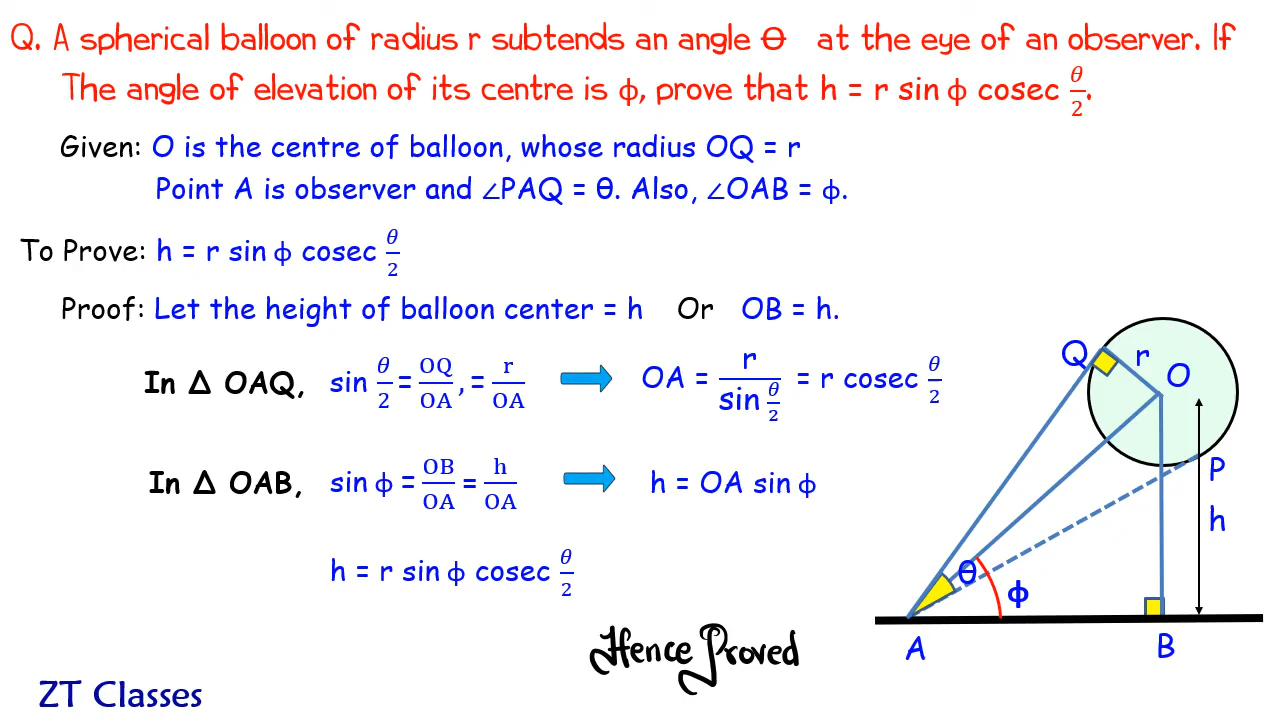 Q. A spherical balloon of radius r subtends an angle Θ at the eye of an observer. If
The angle of elevation of its centre is ф, prove that h = r sin ф cosec θ/2.
Given: O is the centre of balloon, whose radius OQ = r
Point A is observer and ∠PAQ = θ. Also, ∠OAB = ф.
To Prove: h = r sin ф cosec θ/2
Proof: Let the height of balloon center = h Or OB = h.
In Δ OAQ, sin θ/2 = OQ/OA, = r/OA OA = r/sin θ/2 = r cosec θ/2
In Δ OAB, sin ф = OB/OA = h/OA h = OA sin ф
h = r sin ф cosec θ/2
Hence Proved
ZT Classes
Q r O
P
h
Θ
ф
A B